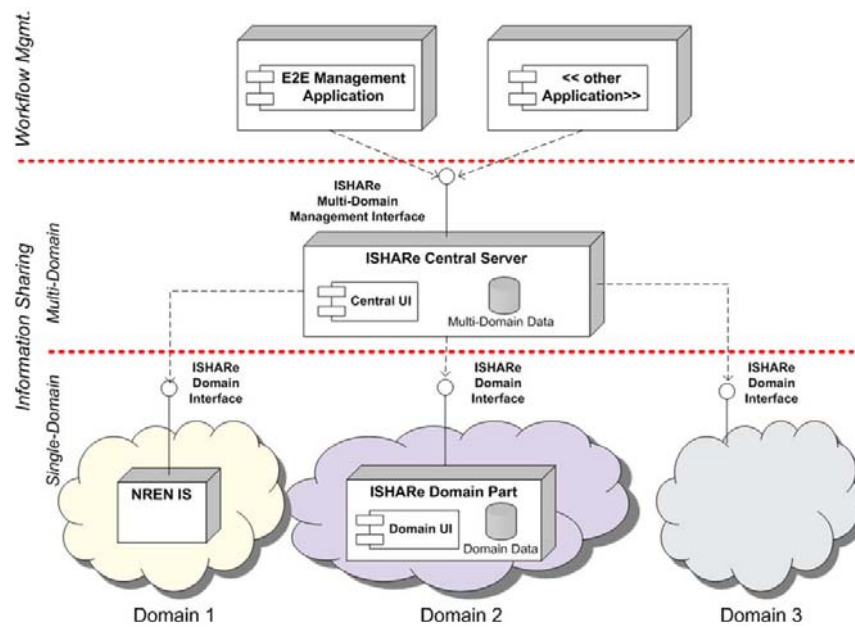 Workflow Mgmt.
E2E Management
Application
<< other
Application>>
ISHARe
Multi-Domain
Management Interface
Information Sharing
Multi-Domain
ISHARe Central Server
Central UI
Multi-Domain Data
Single-Domain
ISHARe
Domain
Interface
ISHARe
Domain
Interface
ISHARe
Domain
Interface
NREN IS
ISHARe Domain Part
Domain UI
Domain Data
Domain 1
Domain 2
Domain 3